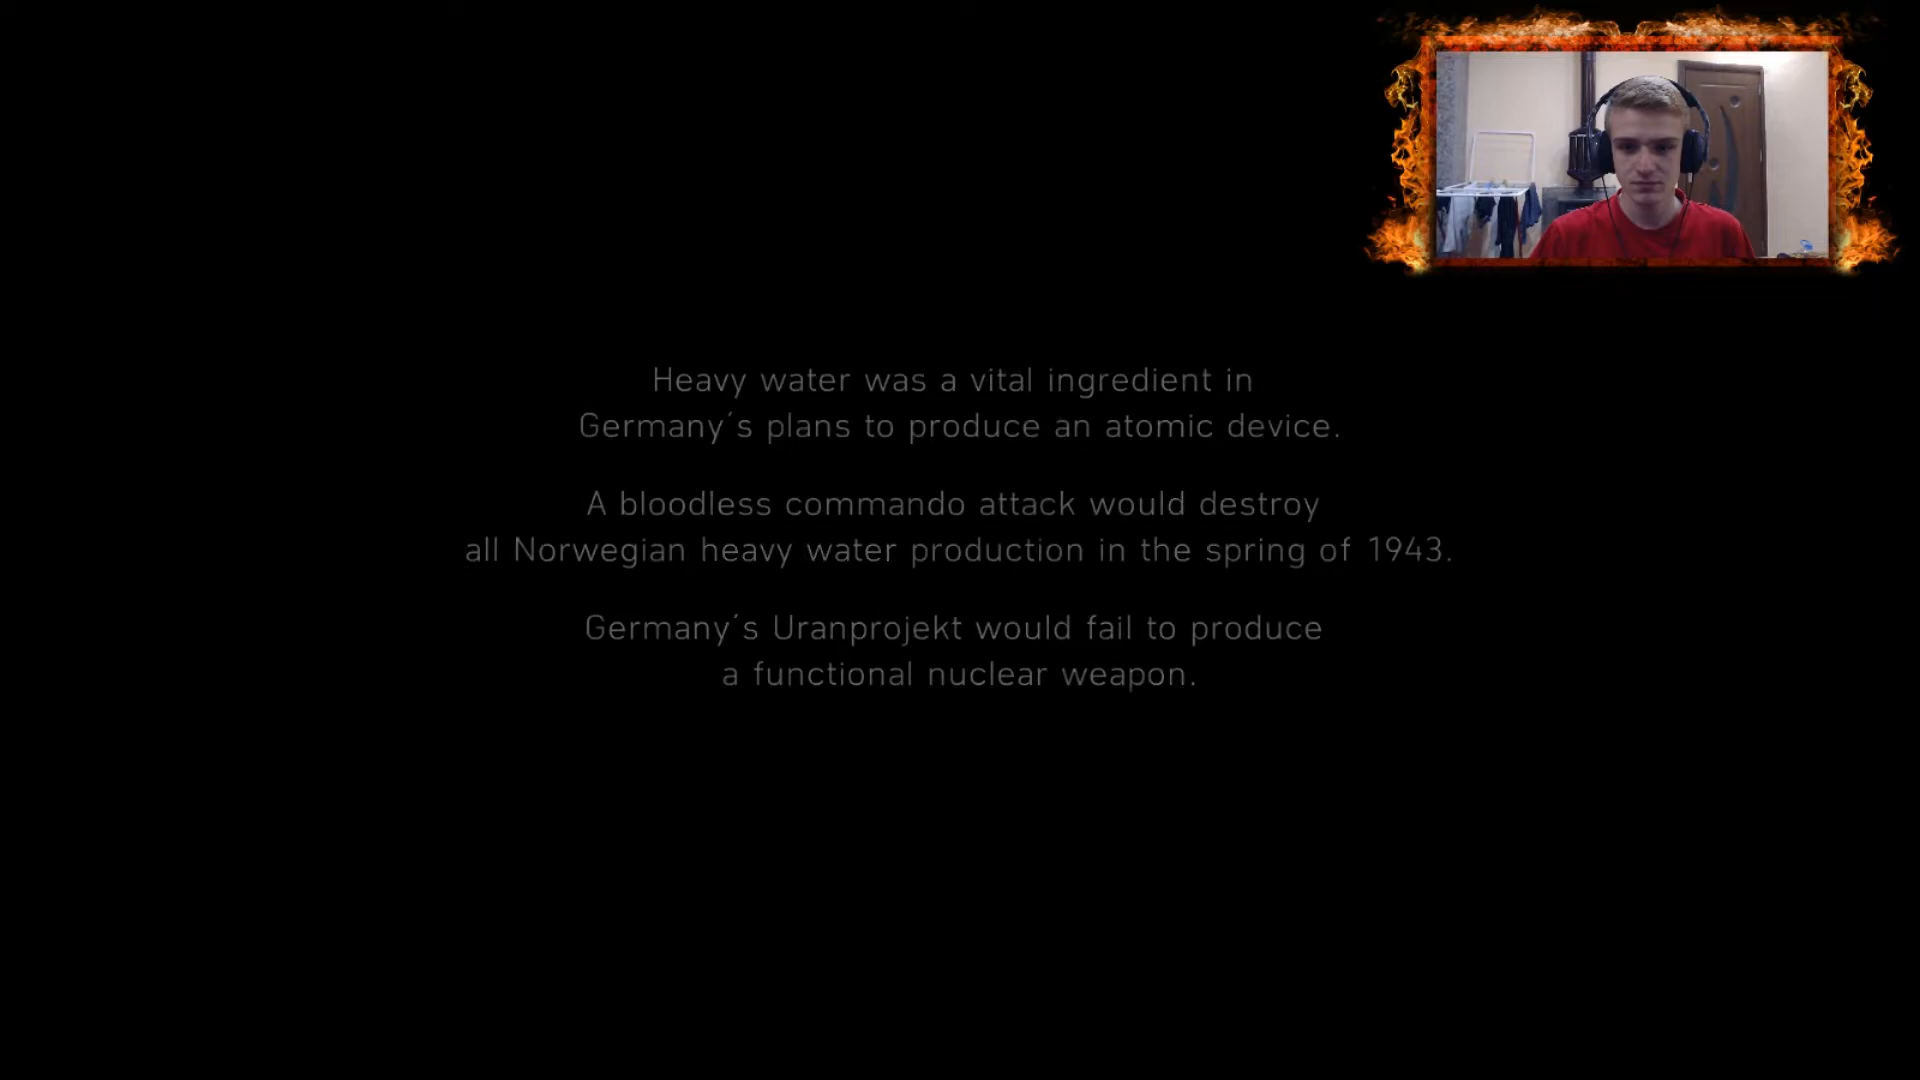 Heavy water was a vital ingredient in
Germany´s plans to produce an atomic device.
A bloodless commando attack would destroy
all Norwegian heavy water production in the spring of 1943.
Germany´s Uranprojekt would fail to produce
a functional nuclear weapon.